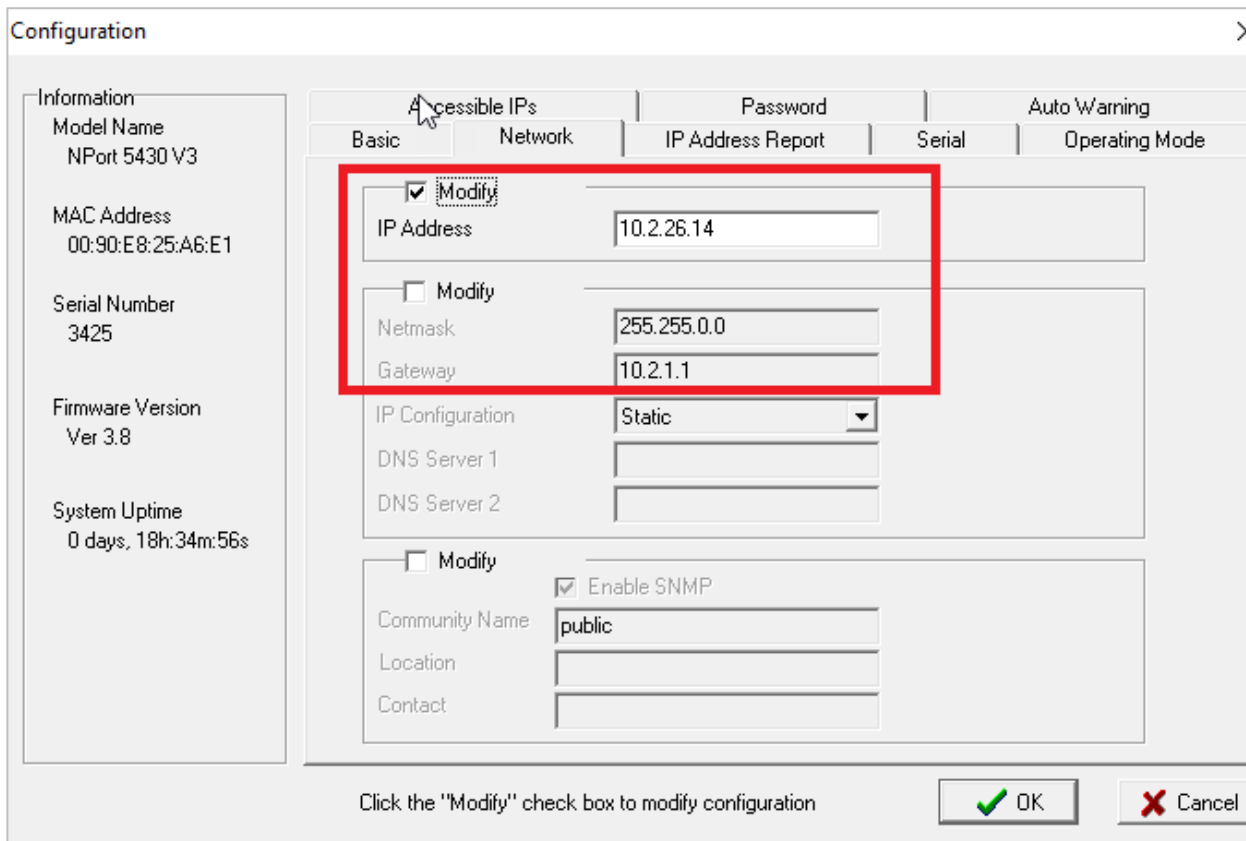 Configuration
Information
Model Name
NPort 5430 V3
MAC Address
00:90:E8:25:A6:E1
Serial Number
3425
Firmware Version
Ver 3.8
System Uptime
0 days, 18h:34m:56s
Accessible IPs
Password
Auto Warning
Basic
Network
IP Address Report
Serial
Operating Mode
Modify
IP Address
10.2.26.14
Modify
Netmask
255.255.0.0
Gateway
10.2.1.1
IP Configuration
Static
DNS Server 1
DNS Server 2
Modify
Enable SNMP
Community Name
public
Location
Contact
Click the "Modify" check box to modify configuration
OK
Cancel